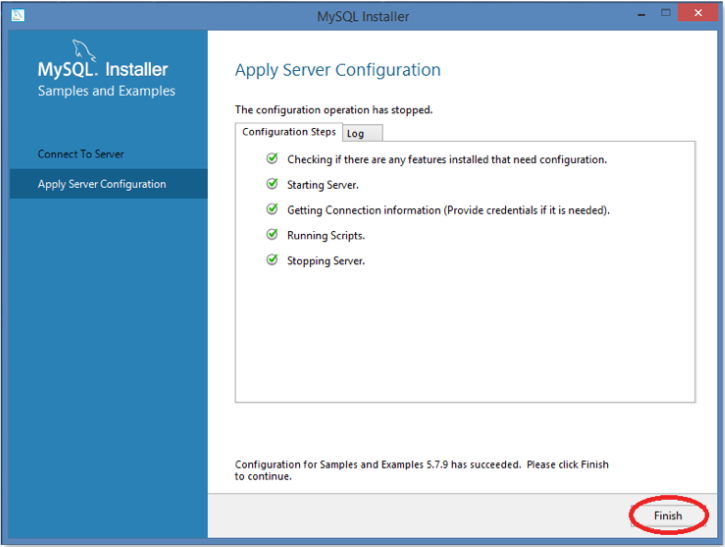 MySQL Installer
MySQL. Installer
Samples and Examples
Connect To Server
Apply Server Configuration
Apply Server Configuration
The configuration operation has stopped.
Configuration Steps
Log
Checking if there are any features installed that need configuration.
Starting Server.
Getting Connection information (Provide credentials if it is needed).
Running Scripts.
Stopping Server.
Configuration for Samples and Examples 5.7.9 has succeeded. Please click Finish
to continue.
Finish